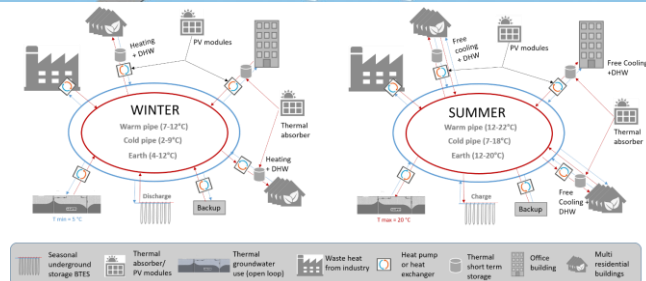 Heating
+ DHW
PV modules
WINTER
Warm pipe (7-12°C)
Cold pipe (2-9°C)
Earth (4-12°C)
Thermal
absorber
Heating
+ DHW
T min = 5 °C
Discharge
Backup
Free
cooling
+DHW
PV modules
Free Cooling
+DHW
SUMMER
Warm pipe (12-22°C)
Cold pipe (7-18°C)
Earth (12-20°C)
Thermal
absorber
T max = 20 °C
Charge
Backup
Free
Cooling +
DHW
Seasonal
underground
storage BTES
Thermal
absorber/
PV modules
Thermal
groundwater
use (open loop)
Waste heat
from industry
Heat pump
or heat
exchanger
Thermal
short term
storage
Office
building
Multi
residential
buildings